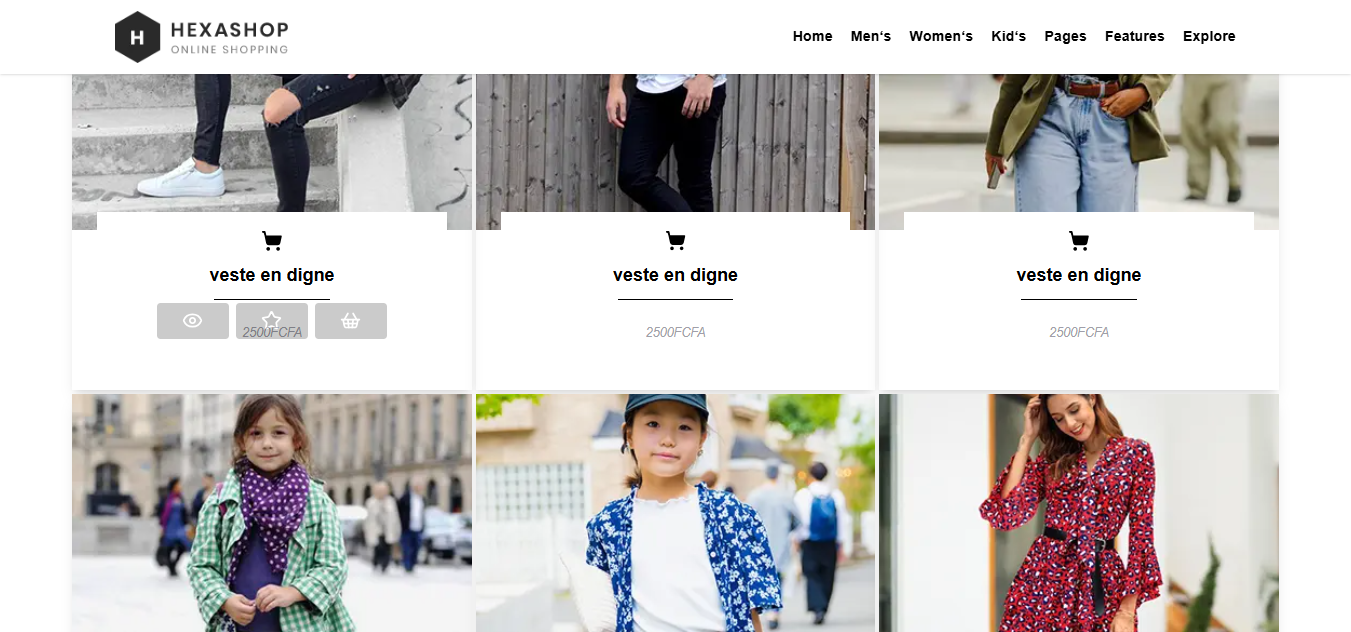 H HEXASHOP
ONLINE SHOPPING
Home Men‘s Women‘s Kid‘s Pages Features Explore
veste en digne
2500FCFA
veste en digne
2500FCFA
veste en digne
2500FCFA